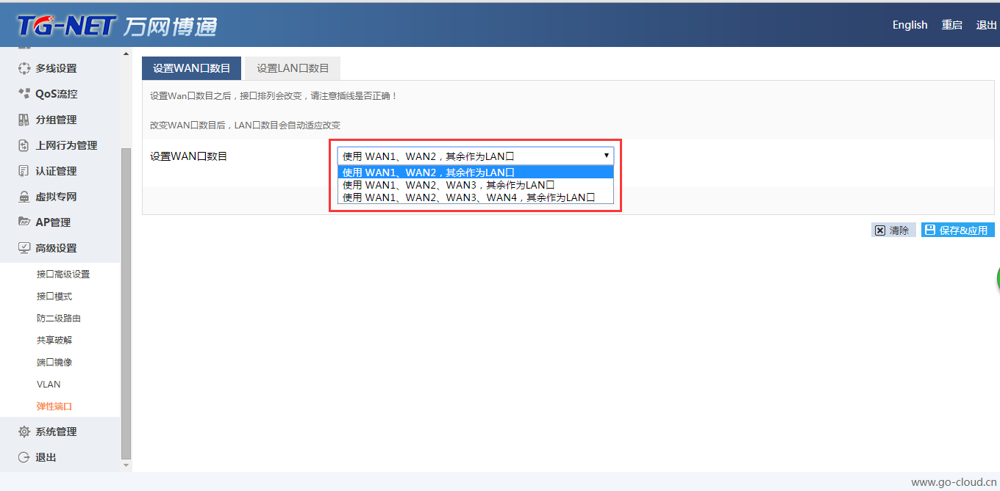 TG-NET 万网博通
English 重启 退出
多线设置
QoS流控
分组管理
上网行为管理
认证管理
虚拟专网
AP管理
高级设置
接口高级设置
接口模式
防二级路由
共享破解
端口镜像
VLAN
弹性端口
系统管理
退出
设置WAN口数目 设置LAN口数目
设置Wan口数目之后，接口排列会改变，请注意插线是否正确！
改变WAN口数目后，LAN口数目会自动适应改变
设置WAN口数目 使用 WAN1、WAN2，其余作为LAN口
使用 WAN1、WAN2，其余作为LAN口
使用 WAN1、WAN2、WAN3，其余作为LAN口
使用 WAN1、WAN2、WAN3、WAN4，其余作为LAN口
清除 保存&应用
www.go-cloud.cn